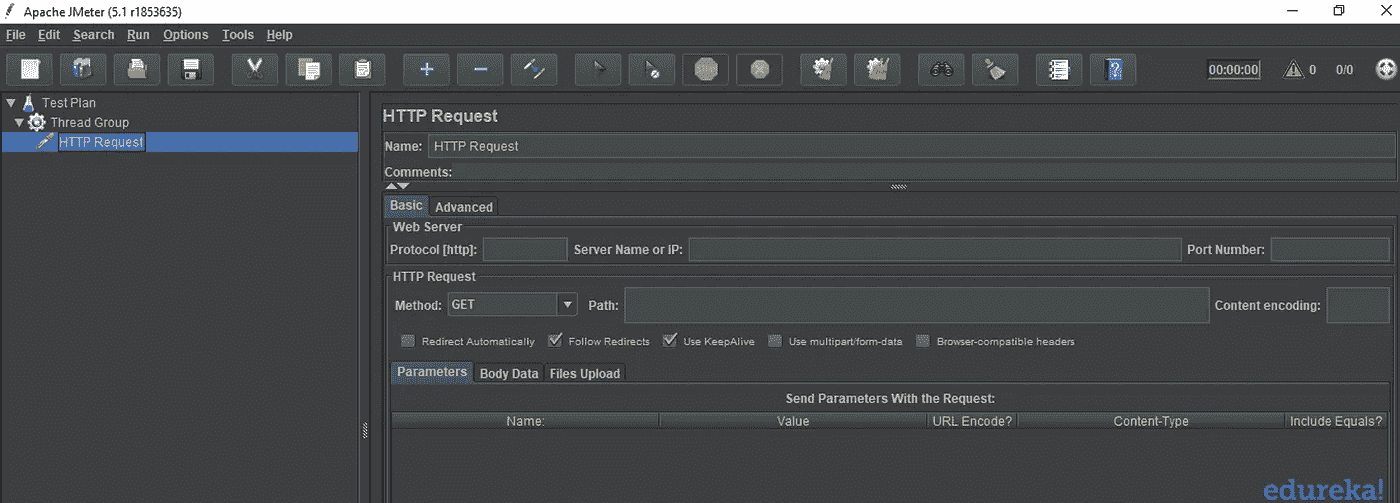 Apache JMeter (5.1 r1853635)
File Edit Search Run Options Tools Help
00:00:00 0 0/0
Test Plan
Thread Group
HTTP Request
HTTP Request
Name: HTTP Request
Comments:
Basic Advanced
Web Server
Protocol [http]: Server Name or IP: Port Number:
HTTP Request
Method: GET Path: Content encoding:
Redirect Automatically Follow Redirects Use KeepAlive Use multipart/form-data Browser-compatible headers
Parameters Body Data Files Upload
Send Parameters With the Request:
Name: Value URL Encode? Content-Type Include Equals?
edureka!